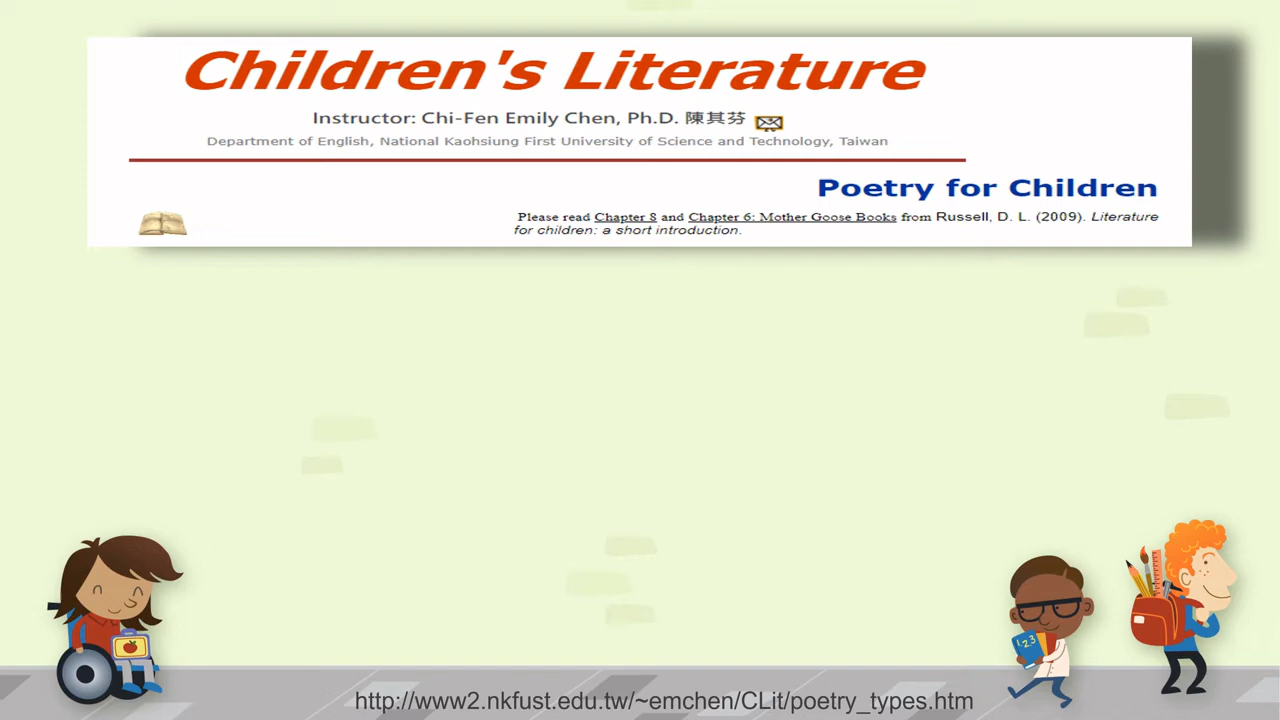 Children's Literature
Instructor: Chi-Fen Emily Chen, Ph.D. 陳其芬
Department of English, National Kaohsiung First University of Science and Technology, Taiwan
Poetry for Children
Please read Chapter 8 and Chapter 6: Mother Goose Books from Russell, D. L. (2009). Literature
for children: a short introduction.
123
http://www2.nkfust.edu.tw/~emchen/CLit/poetry_types.htm